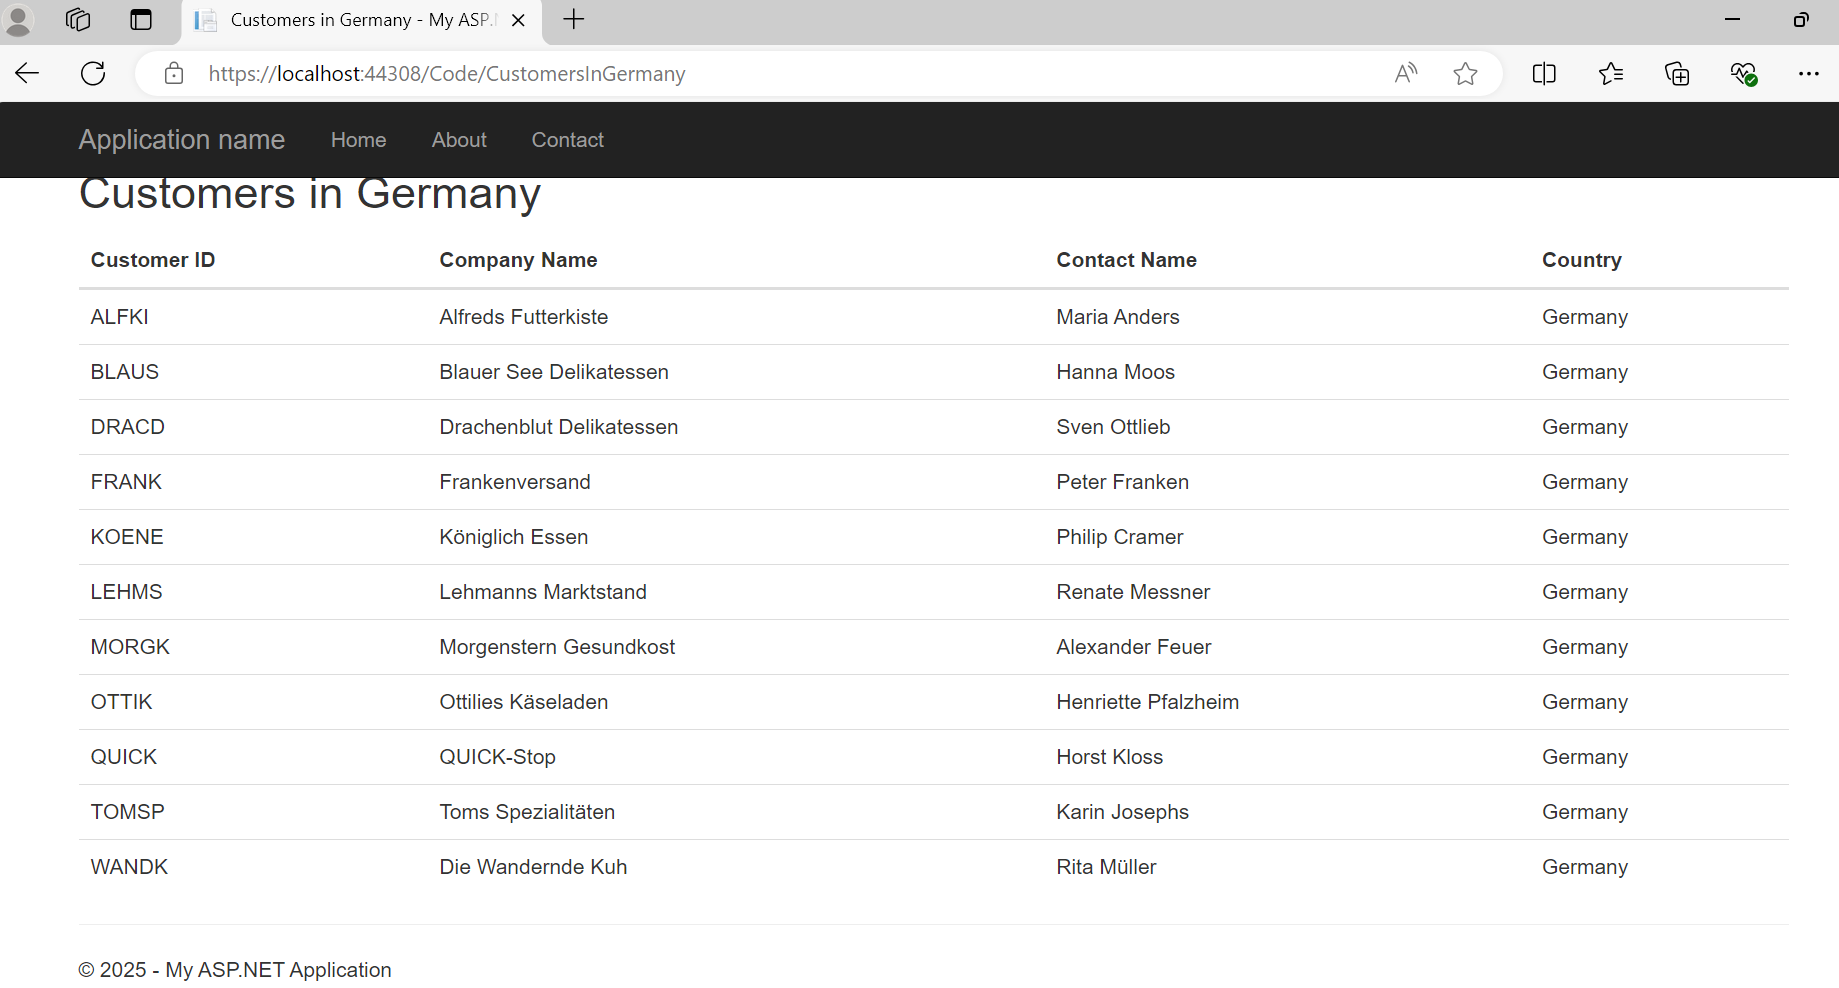 Customers in Germany - My ASP.
https://localhost:44308/Code/CustomersInGermany
Application name Home About Contact
Customers in Germany
Customer ID Company Name Contact Name Country
ALFKI Alfreds Futterkiste Maria Anders Germany
BLAUS Blauer See Delikatessen Hanna Moos Germany
DRACD Drachenblut Delikatessen Sven Ottlieb Germany
FRANK Frankenversand Peter Franken Germany
KOENE Königlich Essen Philip Cramer Germany
LEHMS Lehmanns Marktstand Renate Messner Germany
MORGK Morgenstern Gesundkost Alexander Feuer Germany
OTTIK Ottilies Käseladen Henriette Pfalzheim Germany
QUICK QUICK-Stop Horst Kloss Germany
TOMSP Toms Spezialitäten Karin Josephs Germany
WANDK Die Wandernde Kuh Rita Müller Germany
© 2025 - My ASP.NET Application